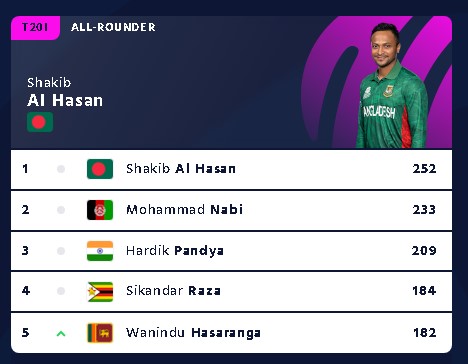 T20I ALL-ROUNDER
Shakib
Al Hasan
BANGLADESH
1 Shakib Al Hasan 252
2 Mohammad Nabi 233
3 Hardik Pandya 209
4 Sikandar Raza 184
5 Wanindu Hasaranga 182